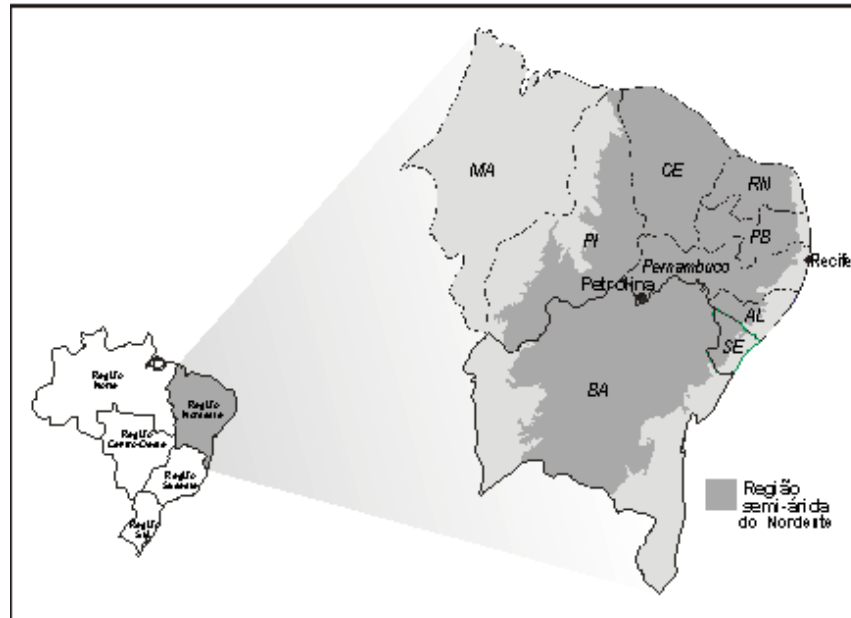 MA
CE
RN
PI
PB
Recife
Pernambuco
Petrolina
AL
SE
BA
Região
Norte
Região
Nordeste
Região
Centro-Oeste
Região
Sudeste
Região
Sul
Região
semi-árida
do Nordeste